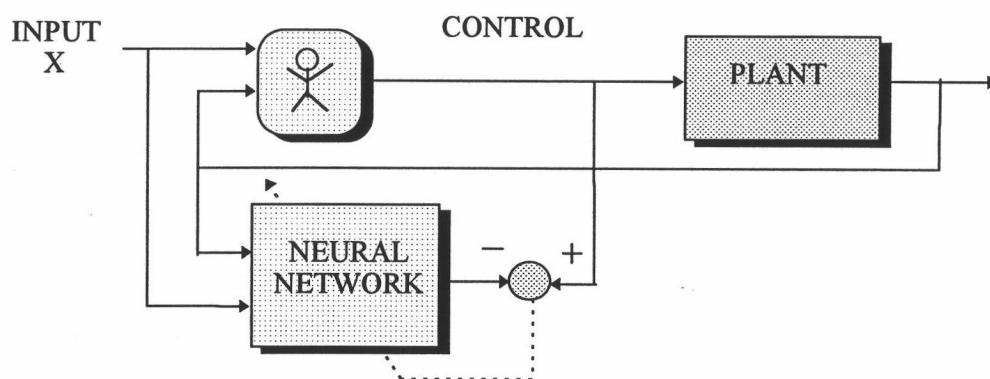 INPUT
X
CONTROL
PLANT
NEURAL
NETWORK
−
+